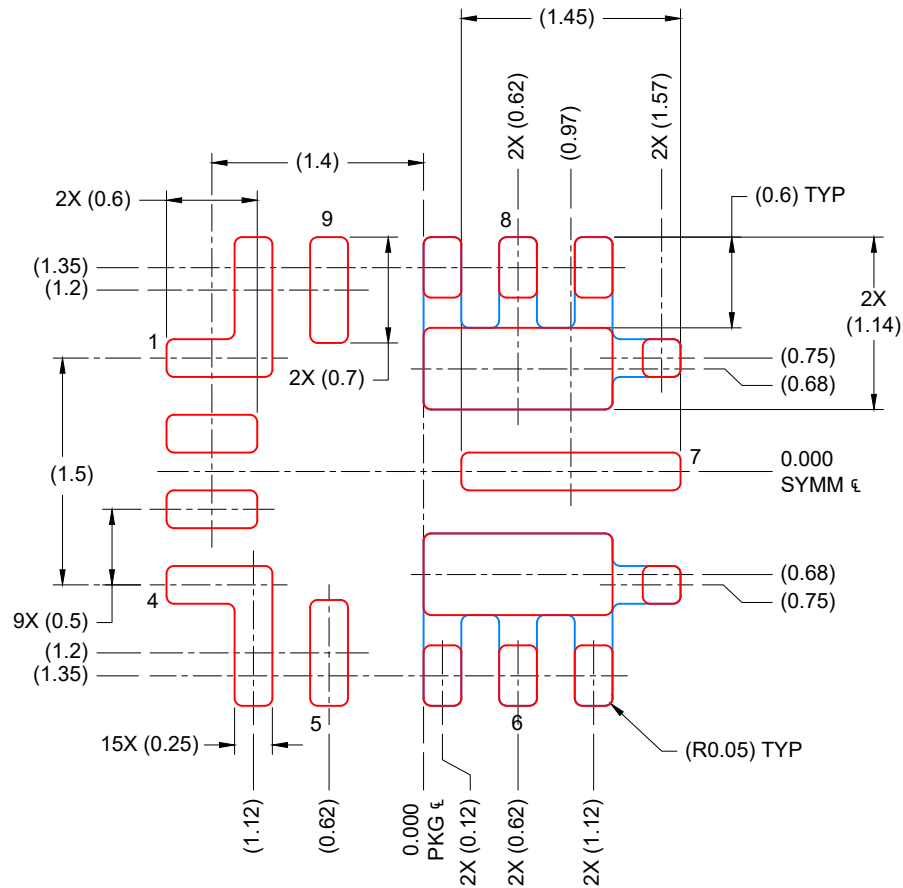 (1.45)
2X (0.62)
(0.97)
2X (1.57)
(1.4)
2X (0.6)
(0.6) TYP
9
8
(1.35)
(1.2)
2X
(1.14)
1
2X (0.7)
(0.75)
(0.68)
(1.5)
7
0.000
SYMM ℄
(0.68)
(0.75)
4
9X (0.5)
(1.2)
(1.35)
5
6
15X (0.25)
(R0.05) TYP
(1.12)
(0.62)
0.000
PKG ℄
2X (0.12)
2X (0.62)
2X (1.12)